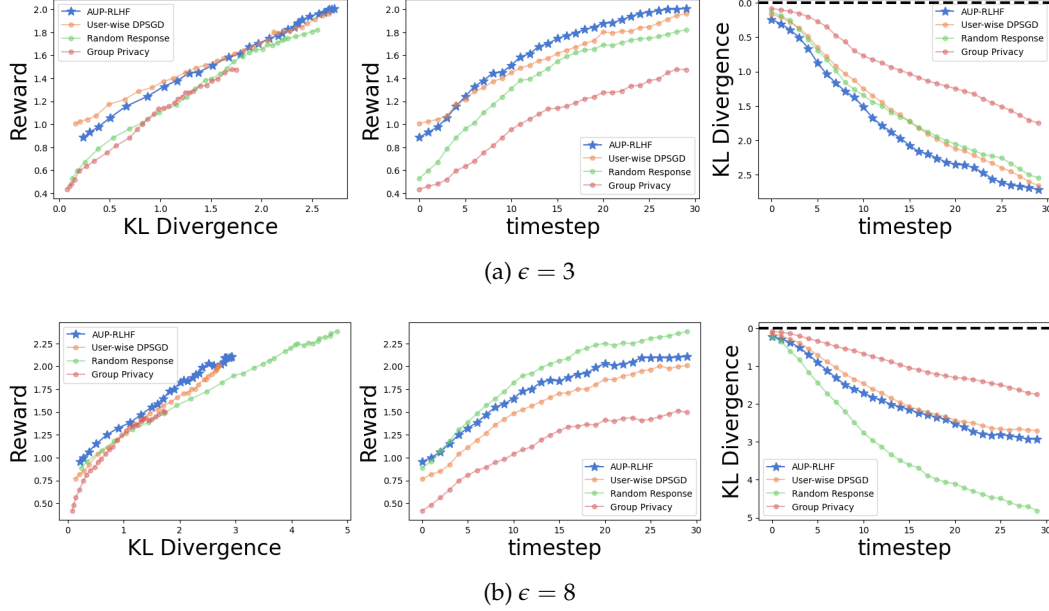 AUP-RLHF
User-wise DPSGD
Random Response
Group Privacy
Reward
2.0
1.8
1.6
1.4
1.2
1.0
0.8
0.6
0.4
0.0 0.5 1.0 1.5 2.0 2.5
KL Divergence
Reward
2.0
1.8
1.6
1.4
1.2
1.0
0.8
0.6
0.4
AUP-RLHF
User-wise DPSGD
Random Response
Group Privacy
0 5 10 15 20 25 30
timestep
KL Divergence
0.0
0.5
1.0
1.5
2.0
2.5
AUP-RLHF
User-wise DPSGD
Random Response
Group Privacy
0 5 10 15 20 25 30
timestep
(a) ϵ = 3
Reward
2.25
2.00
1.75
1.50
1.25
1.00
0.75
0.50
AUP-RLHF
User-wise DPSGD
Random Response
Group Privacy
0 1 2 3 4 5
KL Divergence
Reward
2.25
2.00
1.75
1.50
1.25
1.00
0.75
0.50
AUP-RLHF
User-wise DPSGD
Random Response
Group Privacy
0 5 10 15 20 25 30
timestep
KL Divergence
0
1
2
3
4
5
AUP-RLHF
User-wise DPSGD
Random Response
Group Privacy
0 5 10 15 20 25 30
timestep
(b) ϵ = 8